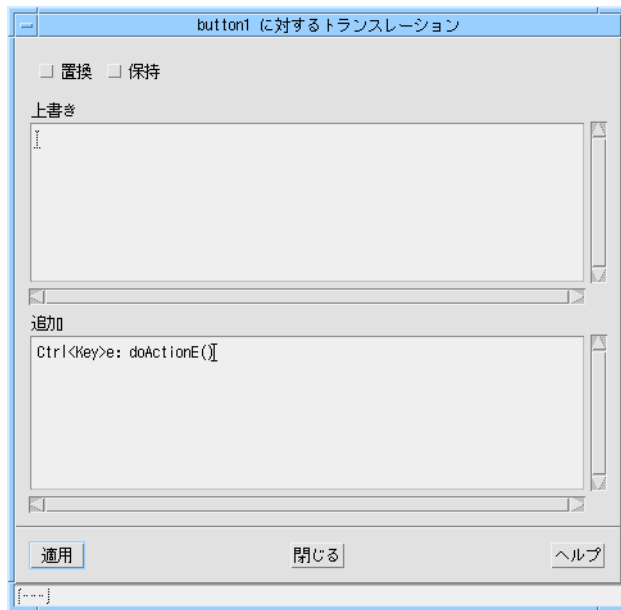 button1 に対するトランスレーション
置換 保持
上書き
追加
Ctrl<Key>e: doActionE()
適用 閉じる ヘルプ
[---]